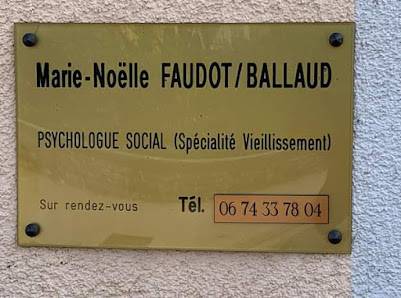 Marie-Noëlle FAUDOT/BALLAUD
PSYCHOLOGUE SOCIAL (Spécialité Vieillissement)
Sur rendez-vous Tél. 06 74 33 78 04